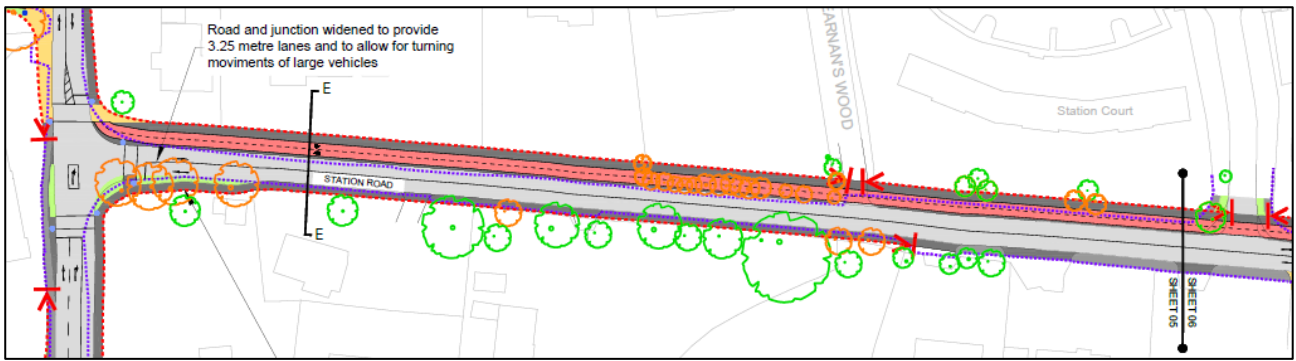 Road and junction widened to provide
3.25 metre lanes and to allow for turning
moviments of large vehicles
E
EARNAN'S WOOD
Station Court
STATION ROAD
E
SHEET 05
SHEET 06